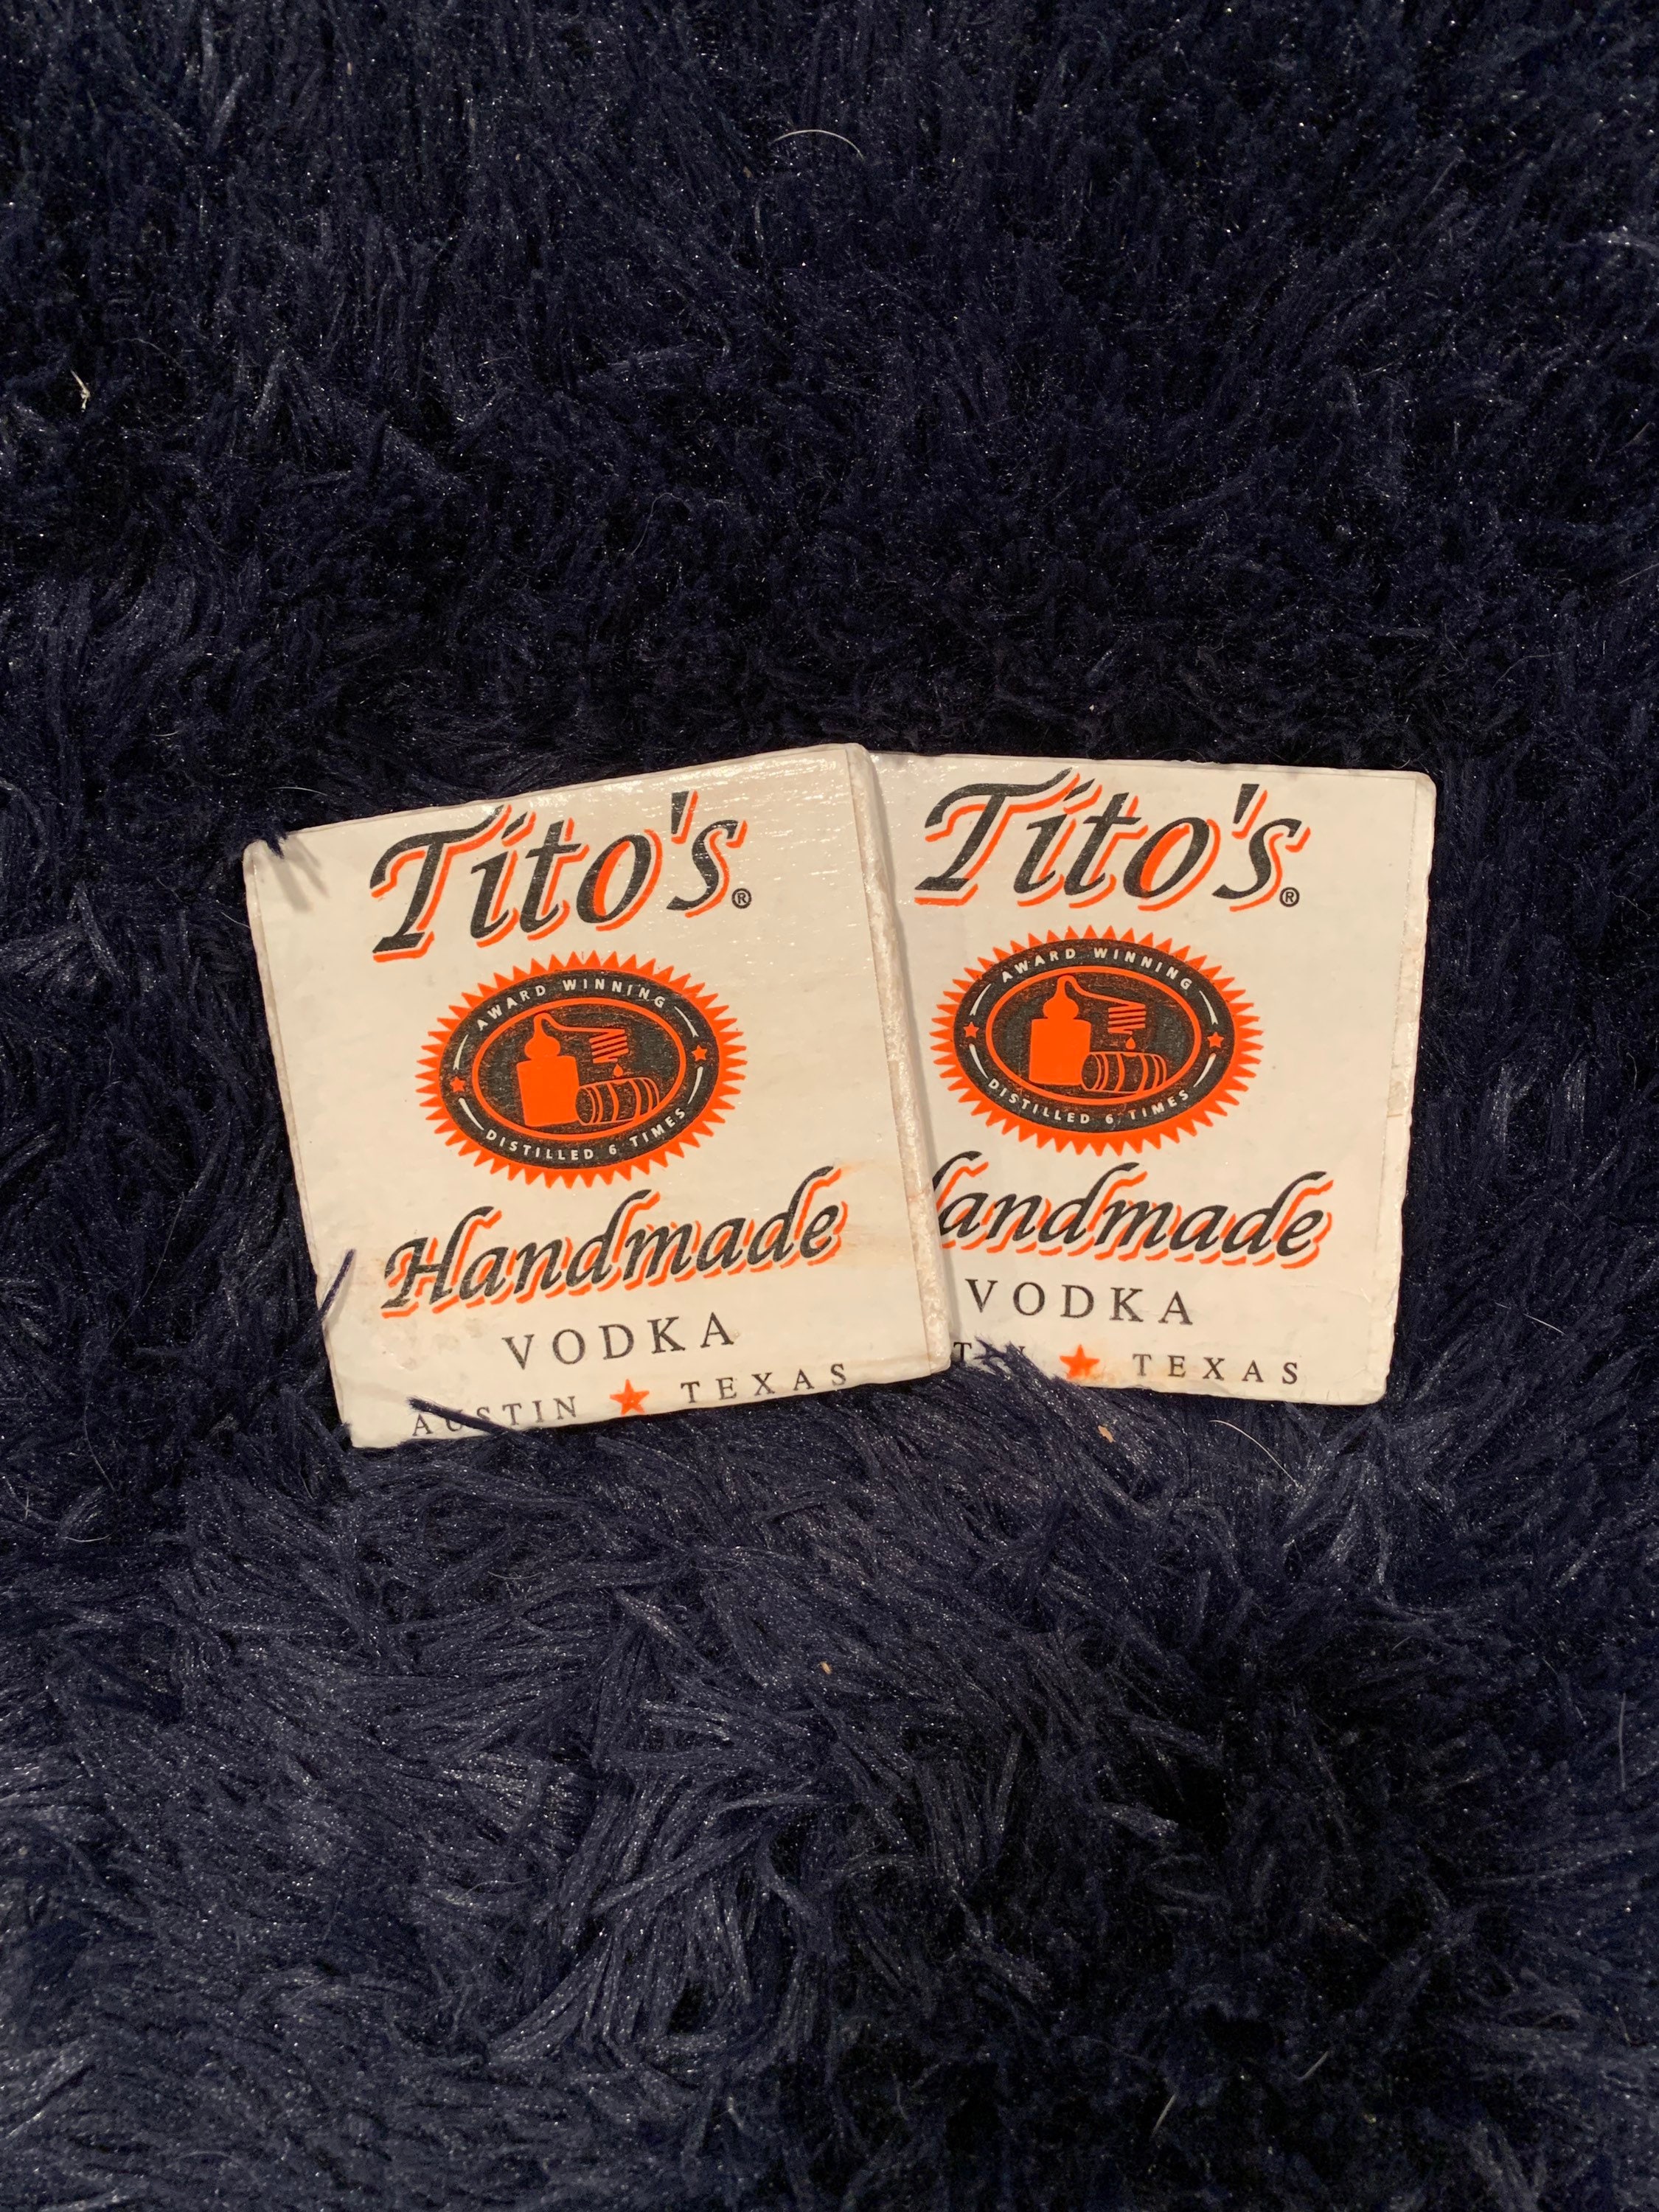 Tito's®
AWARD WINNING
DISTILLED 6 TIMES
Handmade
VODKA
AUSTIN ★ TEXAS
Tito's®
AWARD WINNING
DISTILLED 6 TIMES
andmade
VODKA
★ TEXAS